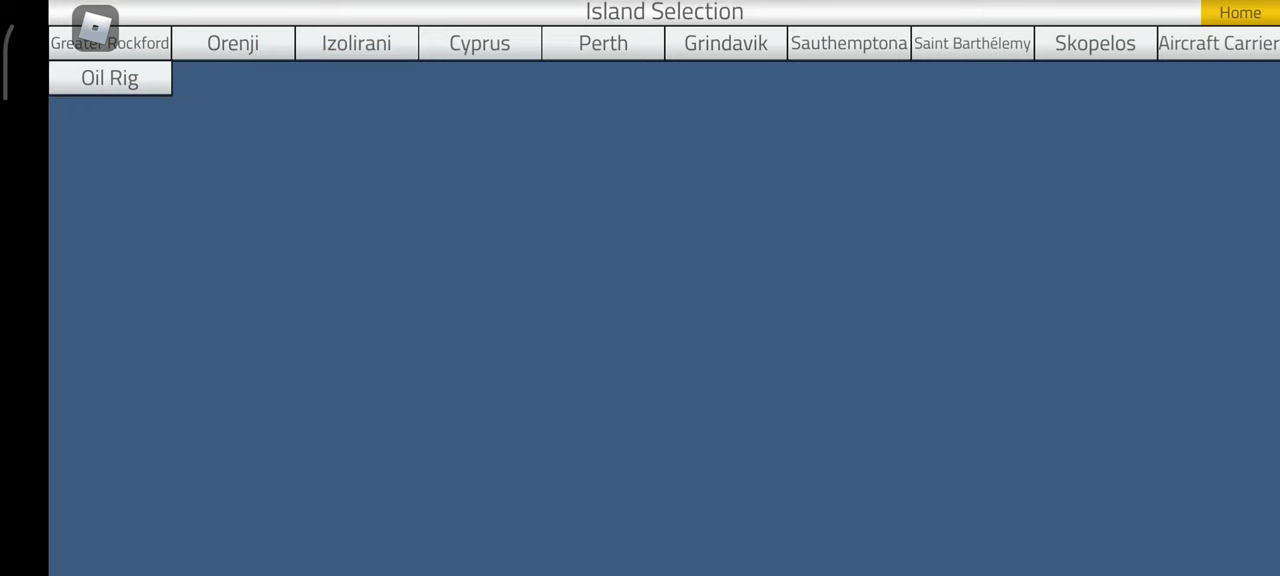 Island Selection
Home
Greater Rockford
Orenji
Izolirani
Cyprus
Perth
Grindavik
Sauthemptona
Saint Barthélemy
Skopelos
Aircraft Carrier
Oil Rig